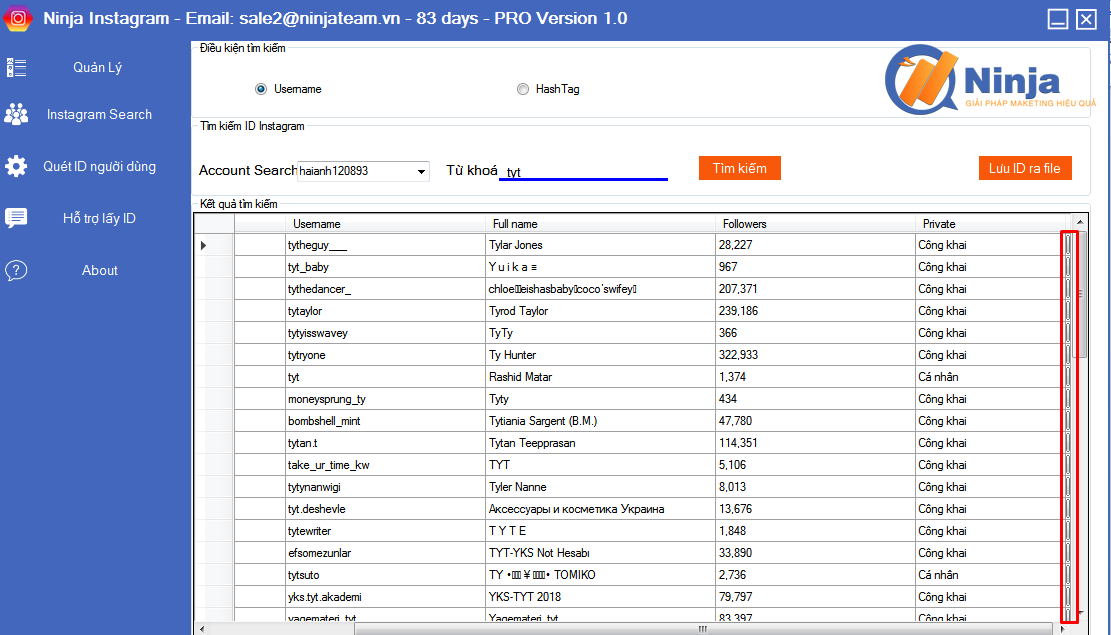 Ninja Instagram - Email: sale2@ninjateam.vn - 83 days - PRO Version 1.0
Quản Lý
Instagram Search
Quét ID người dùng
Hỗ trợ lấy ID
About
Điều kiện tìm kiếm
Username HashTag
Ninja
GIẢI PHÁP MAKETING HIỆU QUẢ
Tìm kiếm ID Instagram
Account Search haianh120893 Từ khoá tyt Tìm kiếm Lưu ID ra file
Kết quả tìm kiếm
Username Full name Followers Private
tytheguy___ Tylar Jones 28,227 Công khai
tyt_baby Y u i k a ≡ 967 Công khai
tythedancer_ chloe▯▯eishasbaby▯coco'swifey▯ 207,371 Công khai
tytaylor Tyrod Taylor 239,186 Công khai
tytyisswavey TyTy 366 Công khai
tytryone Ty Hunter 322,933 Công khai
tyt Rashid Matar 1,374 Cá nhân
moneysprung_ty Tyty 434 Công khai
bombshell_mint Tytiania Sargent (B.M.) 47,780 Công khai
tytan.t Tytan Teepprasan 114,351 Công khai
take_ur_time_kw TYT 5,106 Công khai
tytynanwigi Tyler Nanne 8,013 Công khai
tyt.deshevle Аксессуары и косметика Украина 13,676 Công khai
tytewriter T Y T E 1,848 Công khai
efsomezunlar TYT-YKS Not Hesabı 33,890 Công khai
tytsuto TY •▯▯▯ ¥ ▯▯▯▯• TOMIKO 2,736 Cá nhân
yks.tyt.akademi YKS-TYT 2018 79,797 Công khai
yagemateri_tyt Yagemateri_tyt 83,397 Công khai